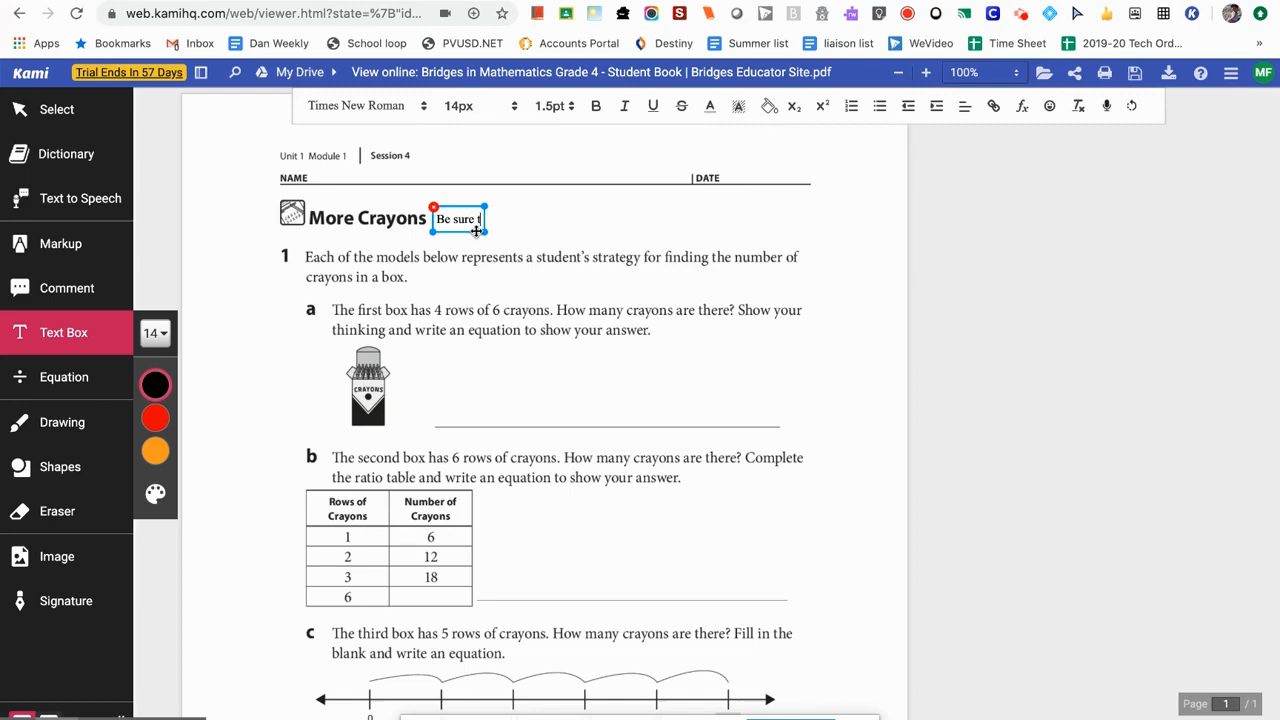 web.kamihq.com/web/viewer.html?state=%7B"id...
Apps Bookmarks Inbox Dan Weekly School loop PVUSD.NET Accounts Portal Destiny Summer list liaison list WeVideo Time Sheet 2019-20 Tech Ord... »
Kami Trial Ends In 57 Days My Drive View online: Bridges in Mathematics Grade 4 - Student Book | Bridges Educator Site.pdf 100% MF
Times New Roman 14px 1.5pt B I U S A A X₂ X² fx Tx
Select
Dictionary
Text to Speech
Markup
Comment
Text Box
14
Equation
Drawing
Shapes
Eraser
Image
Signature
Unit 1 Module 1 | Session 4
NAME | DATE
More Crayons Be sure t
1 Each of the models below represents a student's strategy for finding the number of
crayons in a box.
a The first box has 4 rows of 6 crayons. How many crayons are there? Show your
thinking and write an equation to show your answer.
CRAYONS
b The second box has 6 rows of crayons. How many crayons are there? Complete
the ratio table and write an equation to show your answer.
Rows of Crayons Number of Crayons
1 6
2 12
3 18
6
c The third box has 5 rows of crayons. How many crayons are there? Fill in the
blank and write an equation.
0
Page 1 / 1